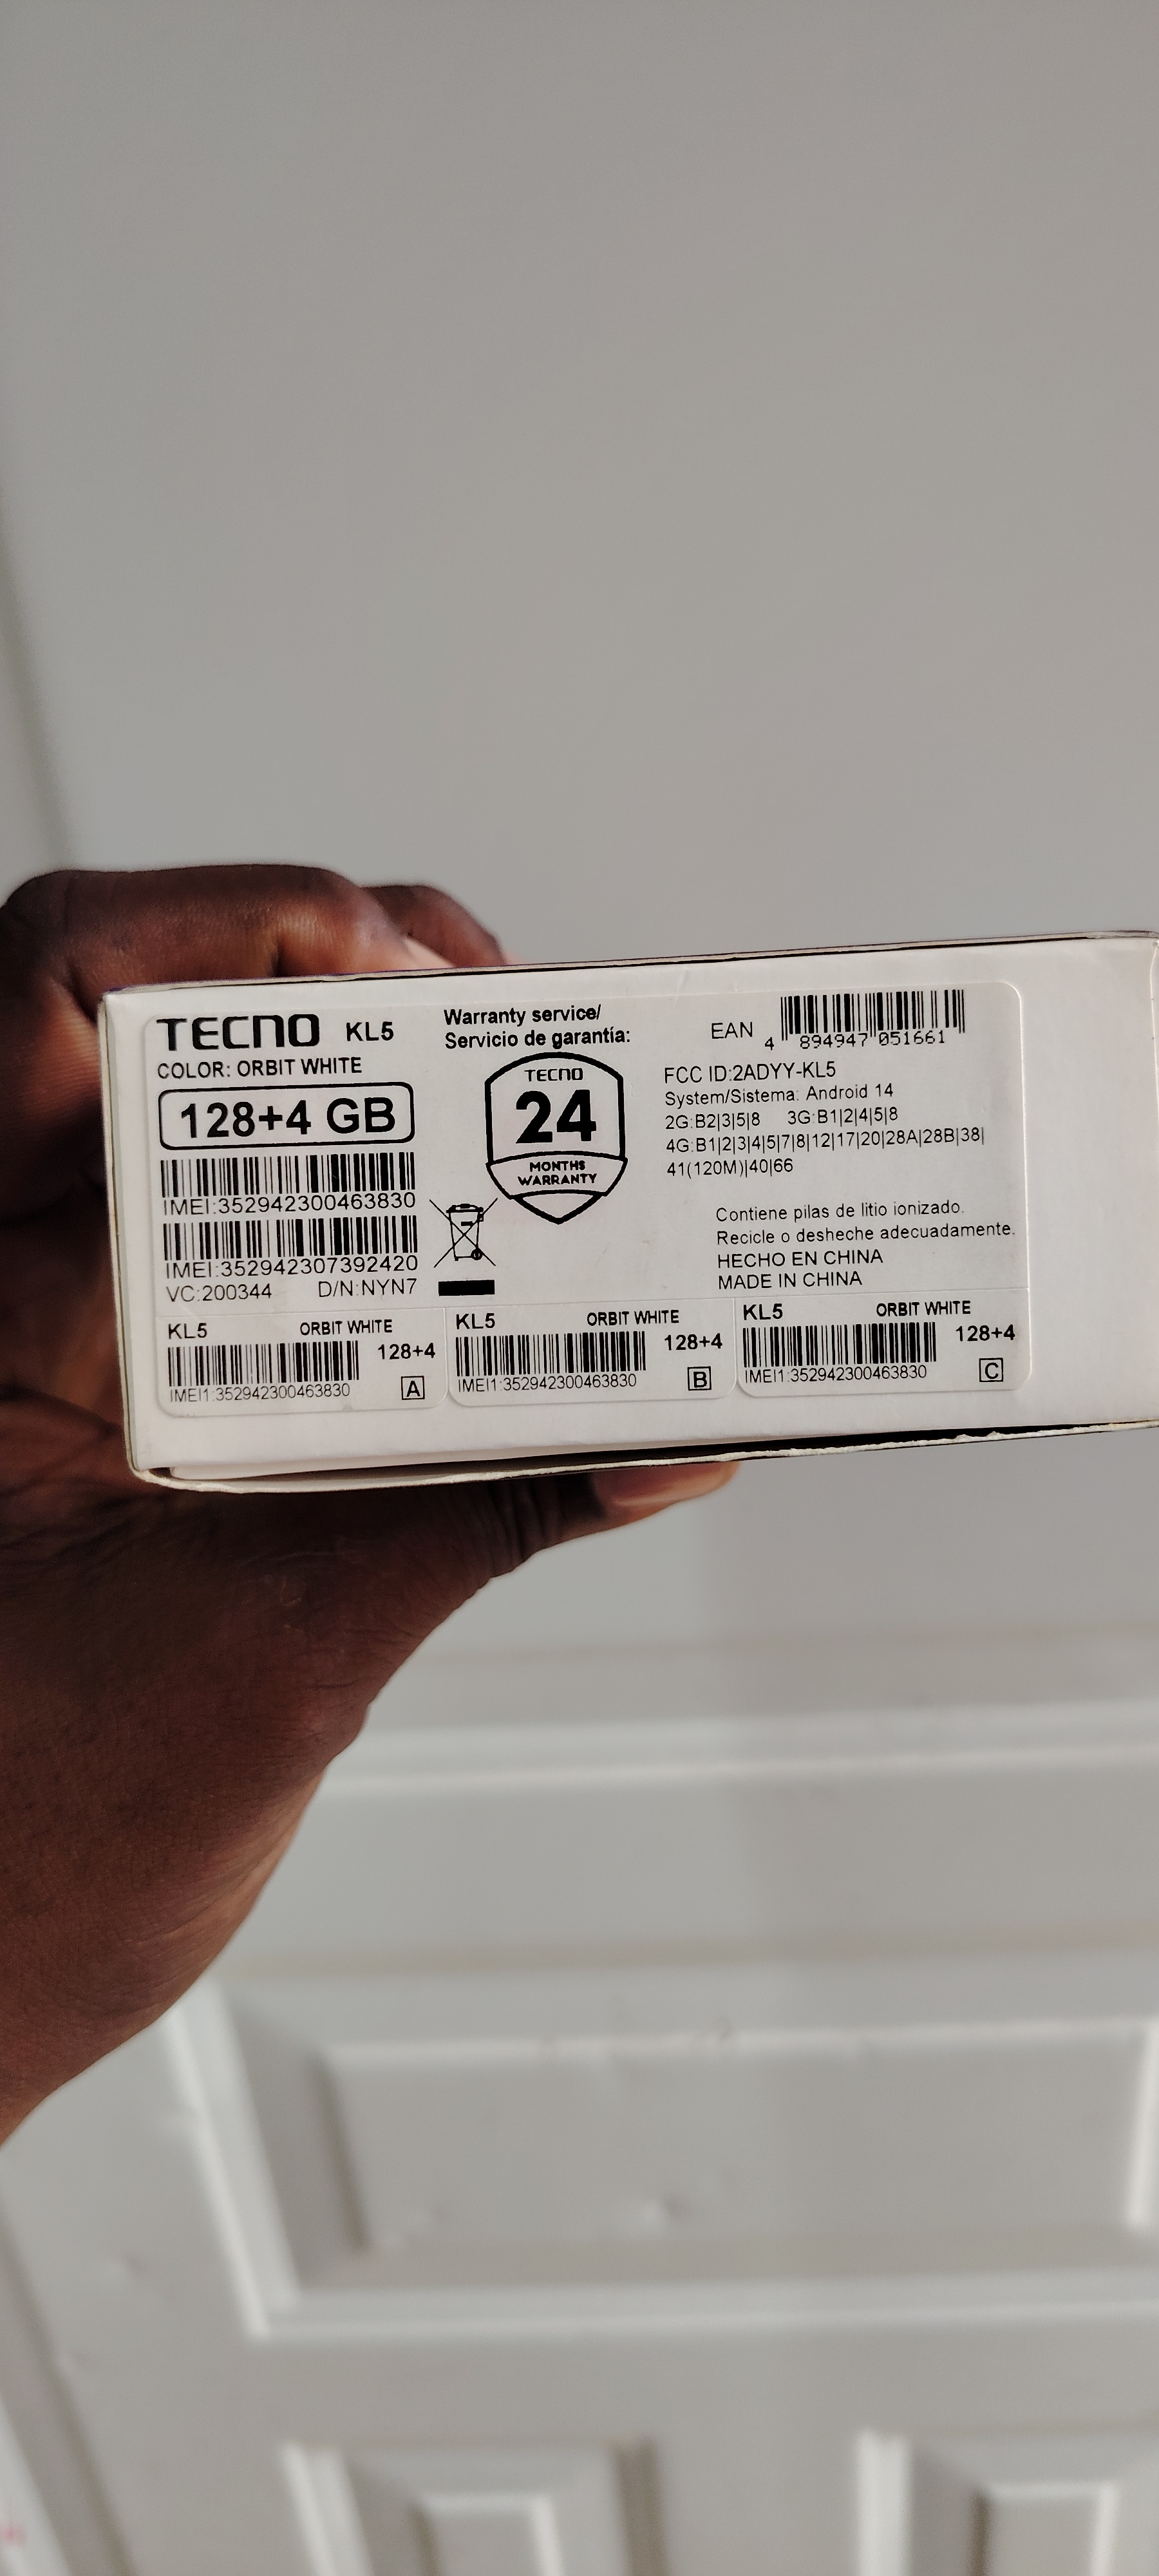 TECNO KL5
COLOR: ORBIT WHITE
128+4 GB
IMEI:352942300463830
IMEI:352942307392420
VC:200344 D/N:NYN7
Warranty service/
Servicio de garantía:
TECNO
24
MONTHS
WARRANTY
EAN 4 894947 051661
FCC ID:2ADYY-KL5
System/Sistema: Android 14
2G:B2|3|5|8 3G:B1|2|4|5|8
4G:B1|2|3|4|5|7|8|12|17|20|28A|28B|38|
41(120M)|40|66
Contiene pilas de litio ionizado.
Recicle o desheche adecuadamente.
HECHO EN CHINA
MADE IN CHINA
KL5 ORBIT WHITE
128+4
IMEI1:352942300463830 A
KL5 ORBIT WHITE
128+4
IMEI1:352942300463830 B
KL5 ORBIT WHITE
128+4
IMEI1:352942300463830 C